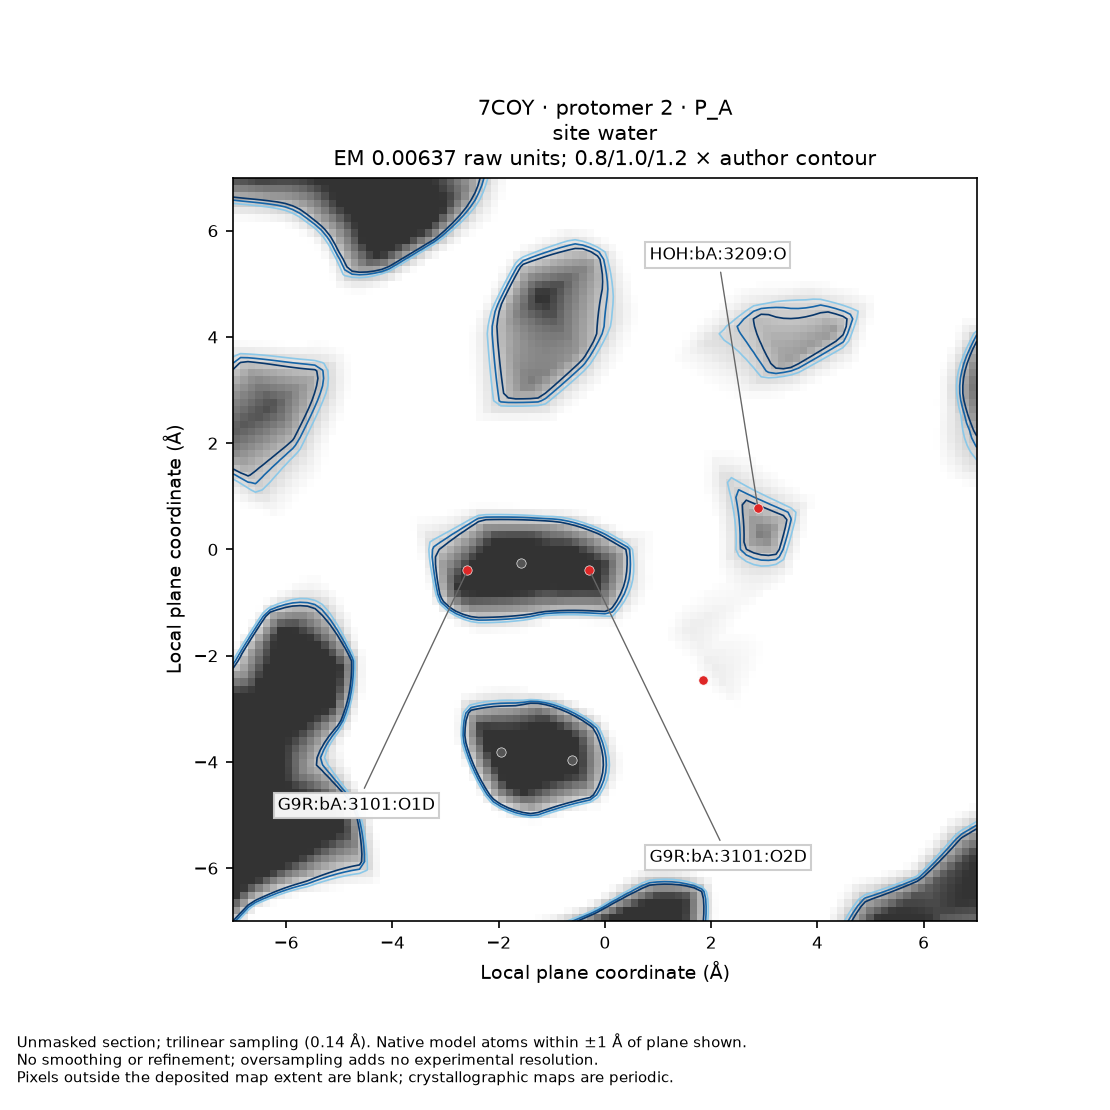 7COY · protomer 2 · P_A
site water
EM 0.00637 raw units; 0.8/1.0/1.2 × author contour
HOH:bA:3209:O
G9R:bA:3101:O1D
G9R:bA:3101:O2D
6
4
2
0
−2
−4
−6
Local plane coordinate (Å)
−6
−4
−2
0
2
4
6
Local plane coordinate (Å)
Unmasked section; trilinear sampling (0.14 Å). Native model atoms within ±1 Å of plane shown.
No smoothing or refinement; oversampling adds no experimental resolution.
Pixels outside the deposited map extent are blank; crystallographic maps are periodic.